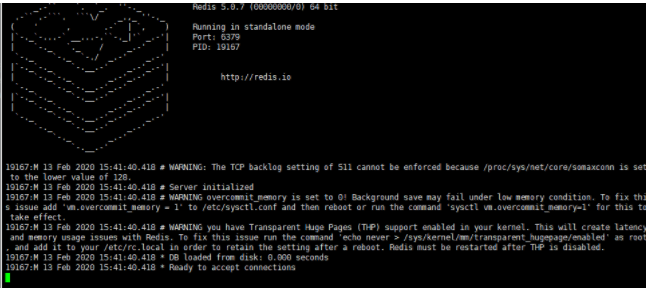 Redis 5.0.7 (00000000/0) 64 bit
Running in standalone mode
Port: 6379
PID: 19167
http://redis.io
19167:M 13 Feb 2020 15:41:40.418 # WARNING: The TCP backlog setting of 511 cannot be enforced because /proc/sys/net/core/somaxconn is set
to the lower value of 128.
19167:M 13 Feb 2020 15:41:40.418 # Server initialized
19167:M 13 Feb 2020 15:41:40.418 # WARNING overcommit_memory is set to 0! Background save may fail under low memory condition. To fix thi
s issue add 'vm.overcommit_memory = 1' to /etc/sysctl.conf and then reboot or run the command 'sysctl vm.overcommit_memory=1' for this to
take effect.
19167:M 13 Feb 2020 15:41:40.418 # WARNING you have Transparent Huge Pages (THP) support enabled in your kernel. This will create latency
and memory usage issues with Redis. To fix this issue run the command 'echo never > /sys/kernel/mm/transparent_hugepage/enabled' as root
, and add it to your /etc/rc.local in order to retain the setting after a reboot. Redis must be restarted after THP is disabled.
19167:M 13 Feb 2020 15:41:40.418 * DB loaded from disk: 0.000 seconds
19167:M 13 Feb 2020 15:41:40.418 * Ready to accept connections